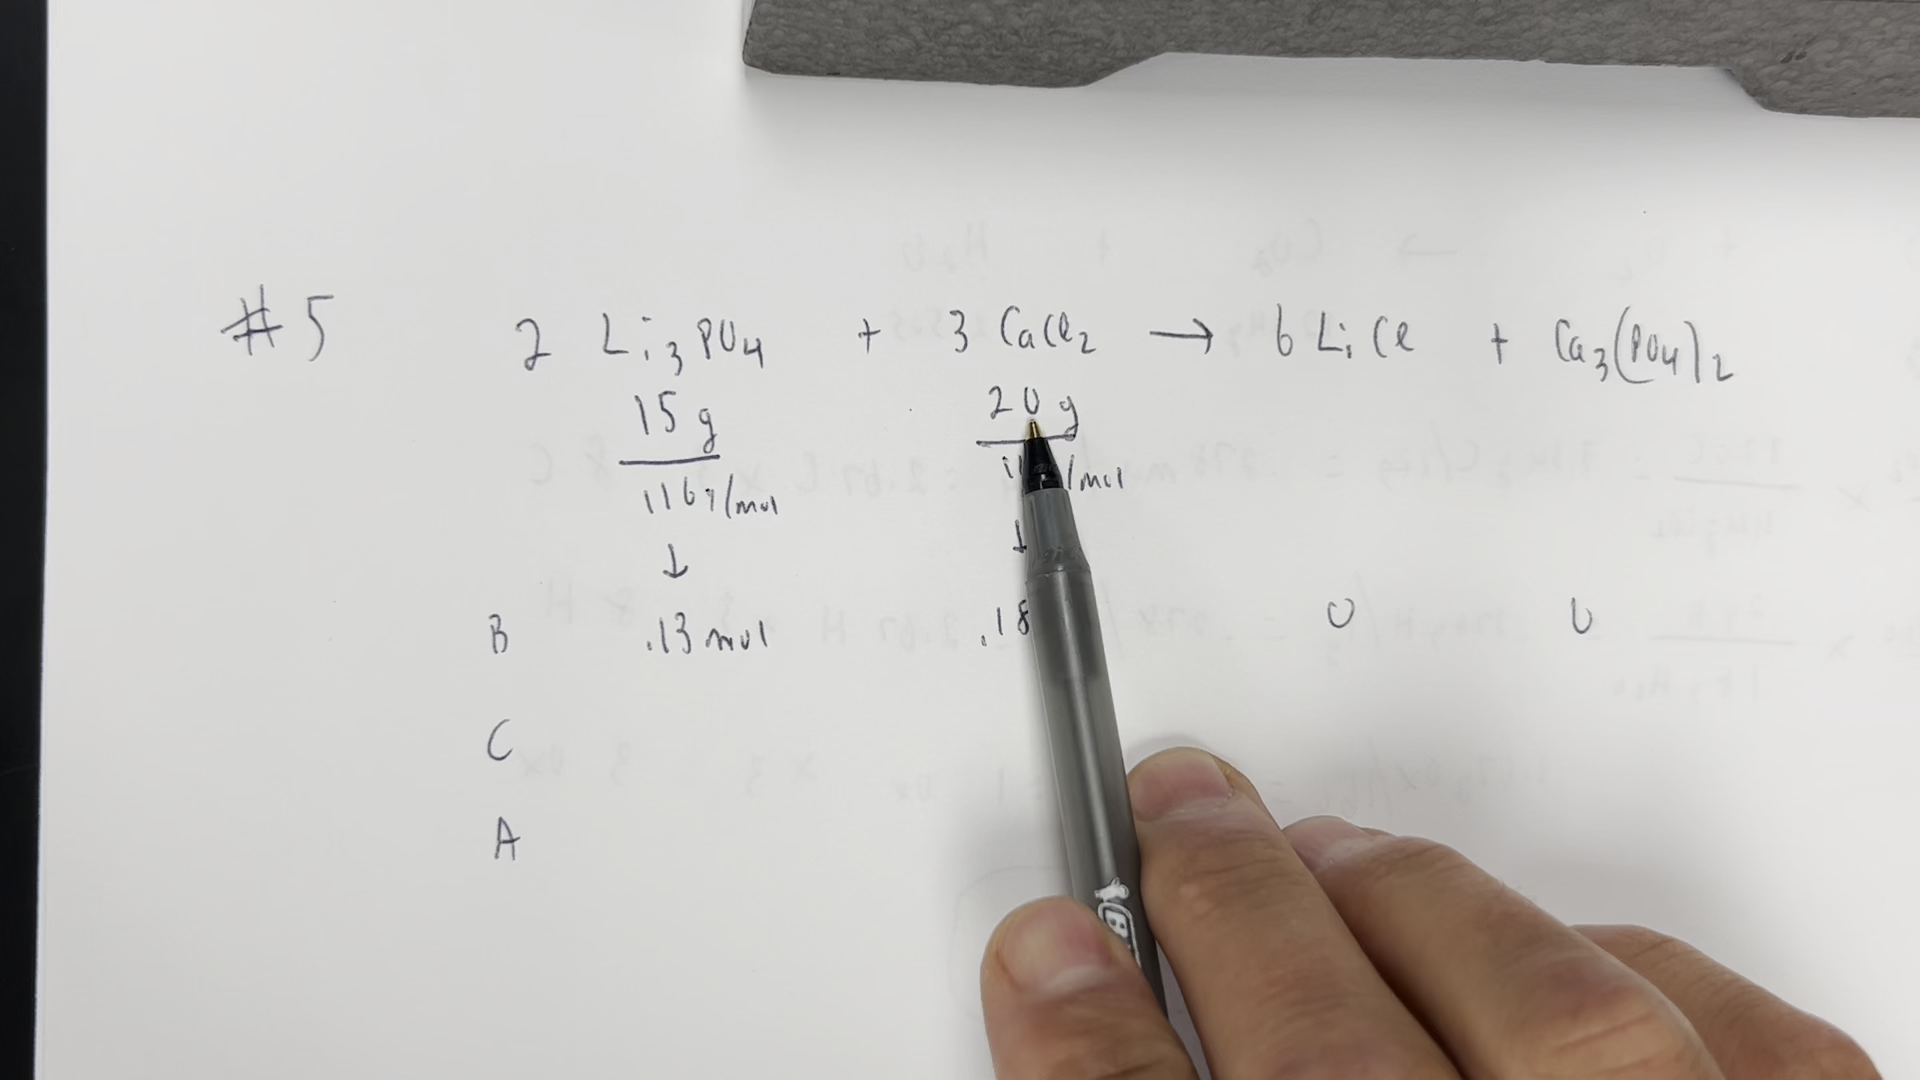 #5 2 Li₃PO₄ + 3 CaCl₂ → 6 LiCl + Ca₃(PO₄)₂
15 g 20 g
116 g/mol /mol
↓ ↓
B .13 mol .18 0 0
C
A